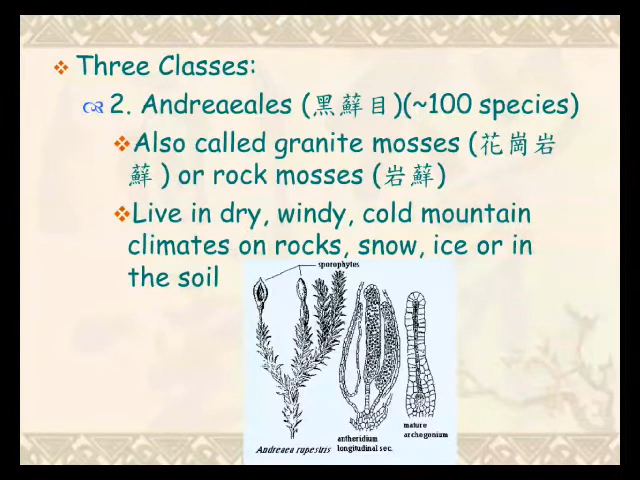 Three Classes:
2. Andreaeales (黑蘚目)(~100 species)
Also called granite mosses (花崗岩
蘚 ) or rock mosses (岩蘚)
Live in dry, windy, cold mountain
climates on rocks, snow, ice or in
the soil
sporophytes
mature
archegonium
antheridium
longitudinal sec.
Andreaea rupestris